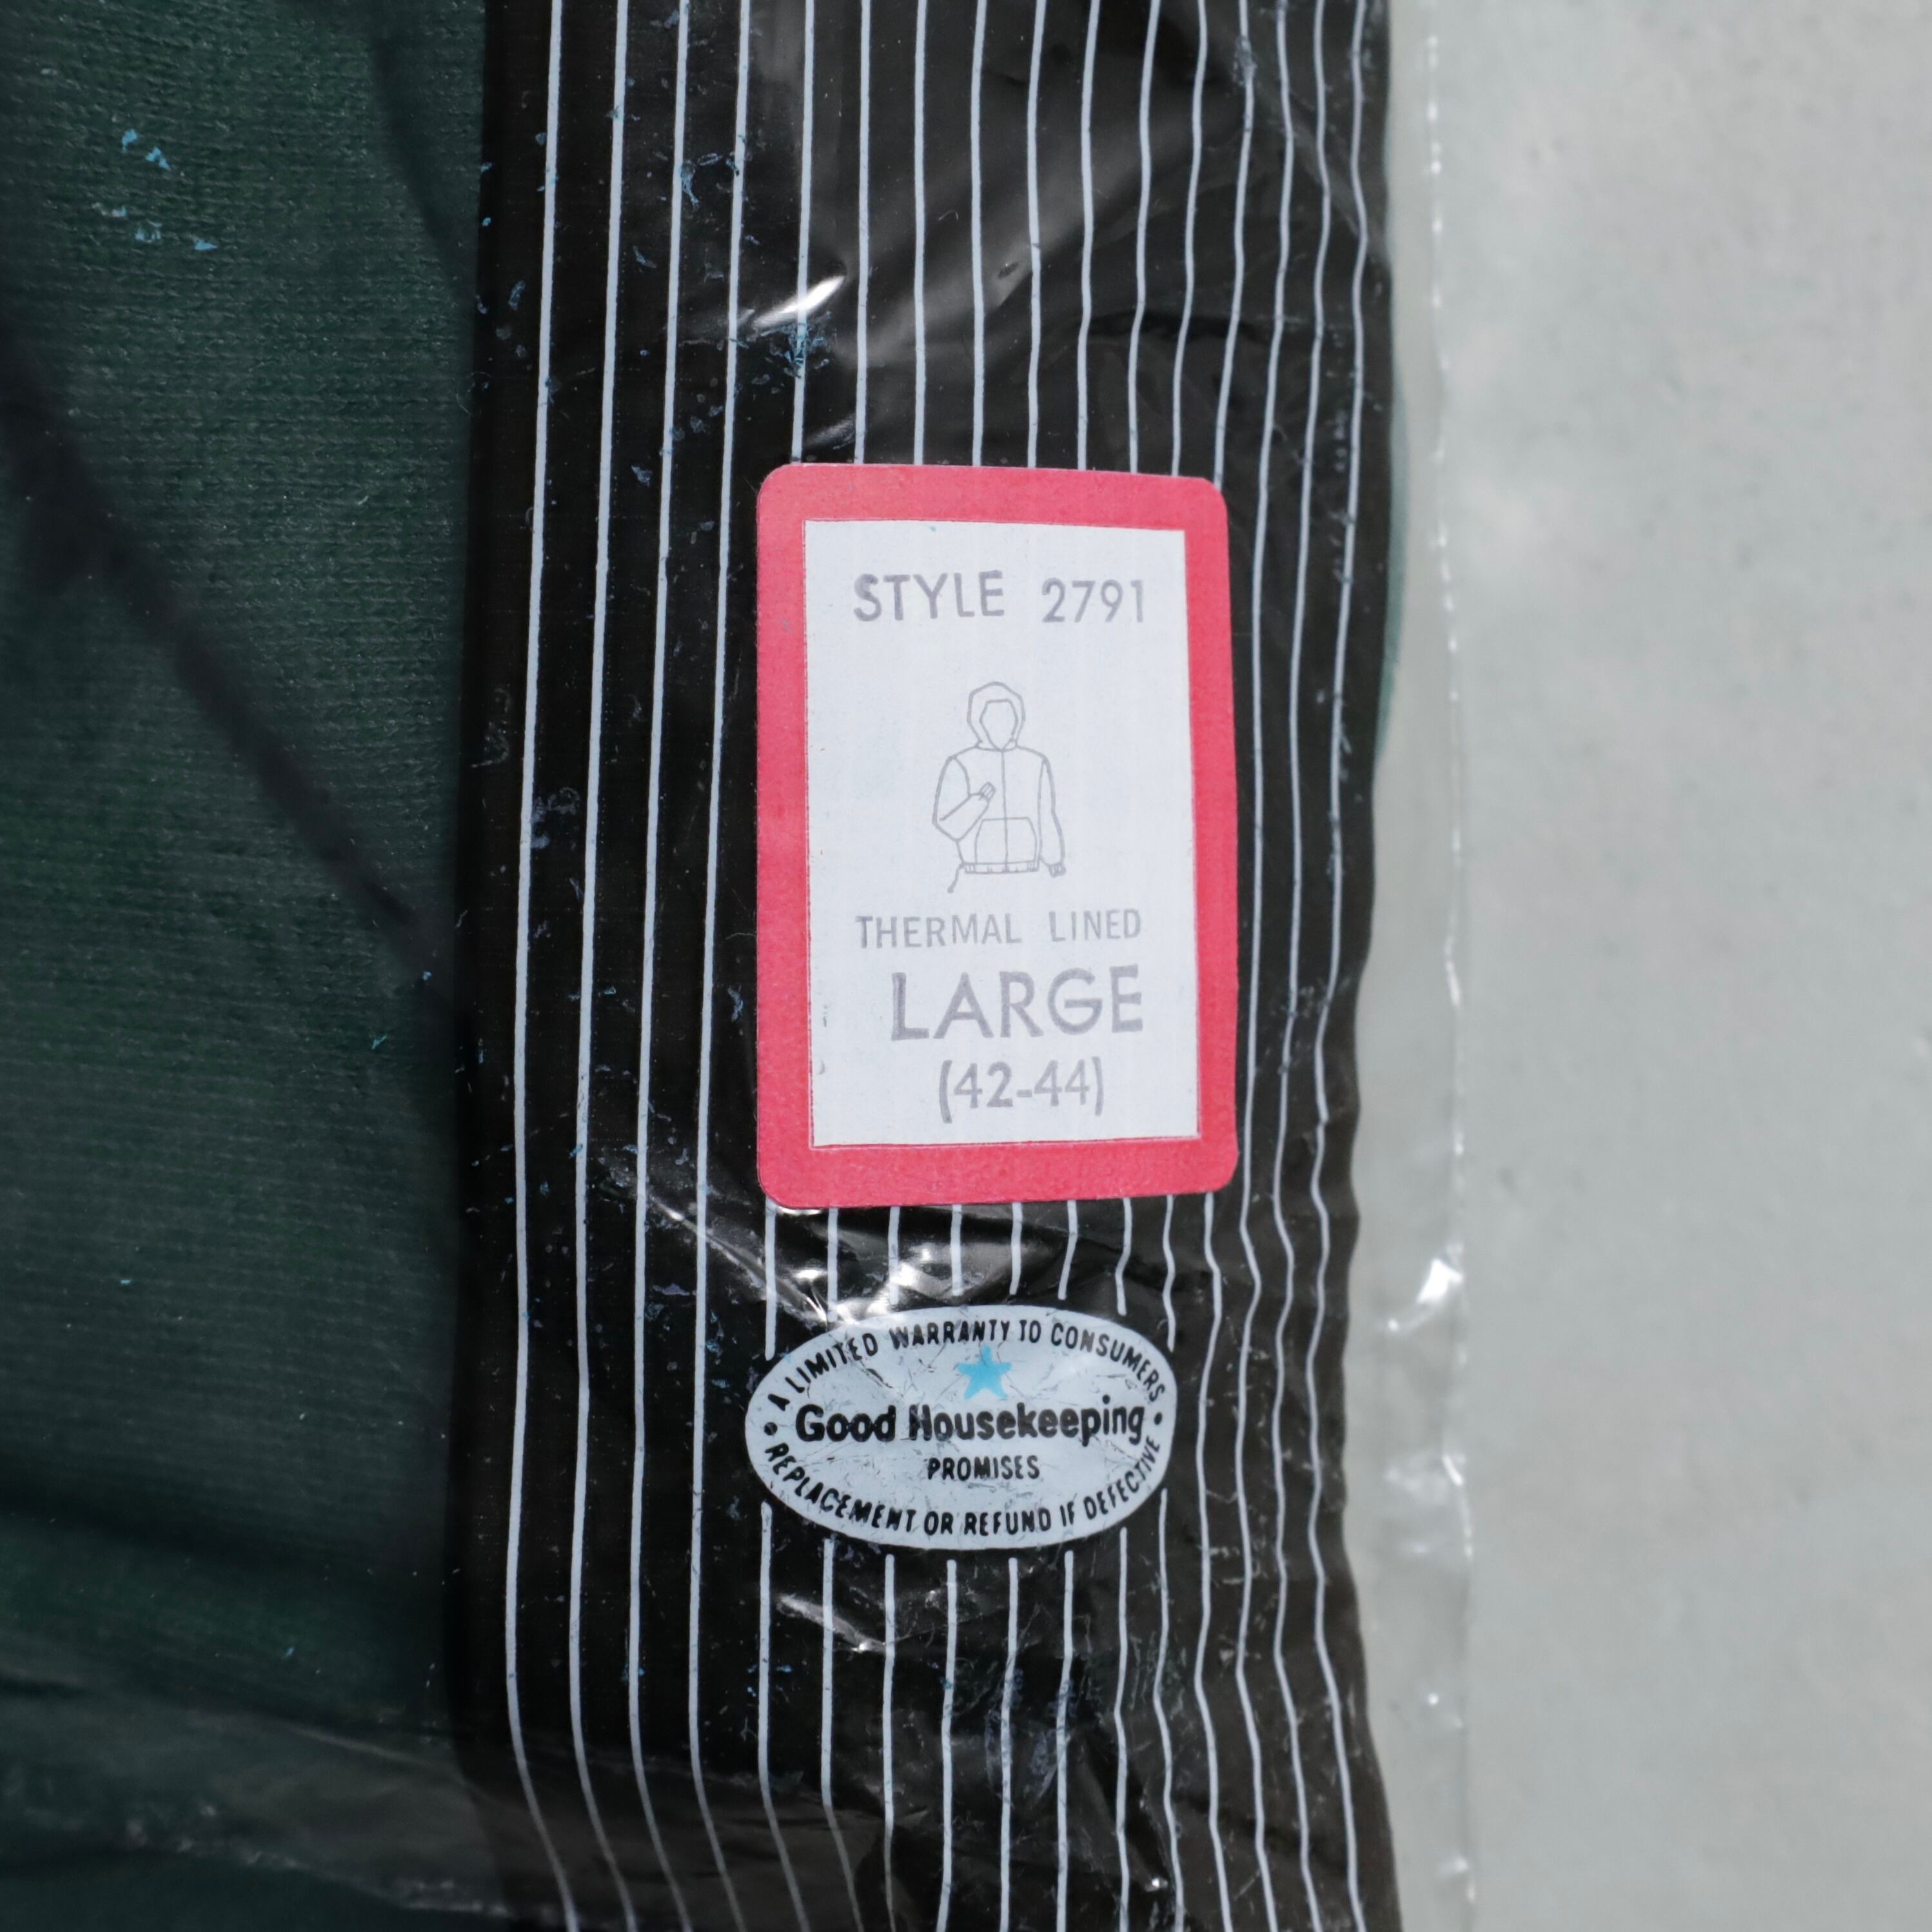 STYLE 2791
THERMAL LINED
LARGE
(42-44)
• A LIMITED WARRANTY TO CONSUMERS •
Good Housekeeping
PROMISES
REPLACEMENT OR REFUND IF DEFECTIVE